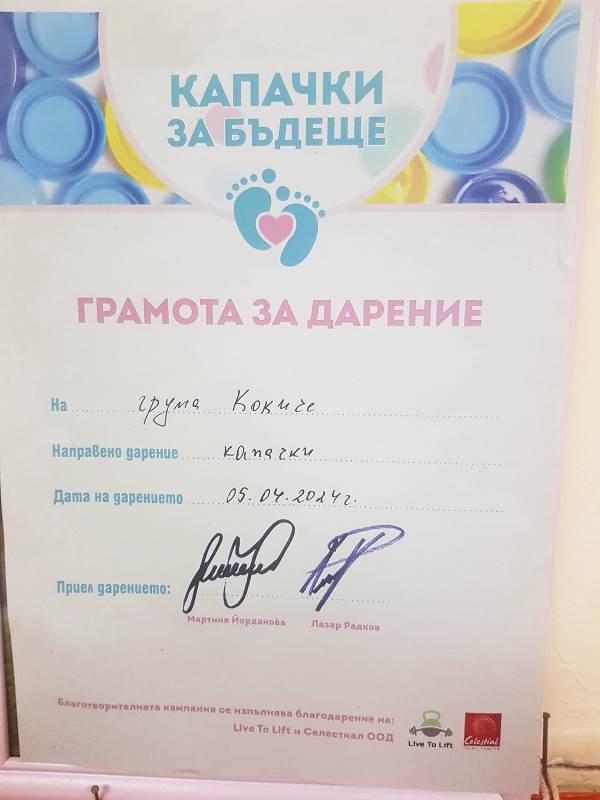 КАПАЧКИ
ЗА БЪДЕЩЕ
ГРАМОТА ЗА ДАРЕНИЕ
На група Кокиче
Направено дарение капачки
Дата на дарението 05.04.2024г.
Приел дарението:
Мартина Йорданова Лазар Радков
Благотворителната кампания се изпълнява благодарение на:
Live To Lift и Селестиал ООД
Live To Lift Celestial